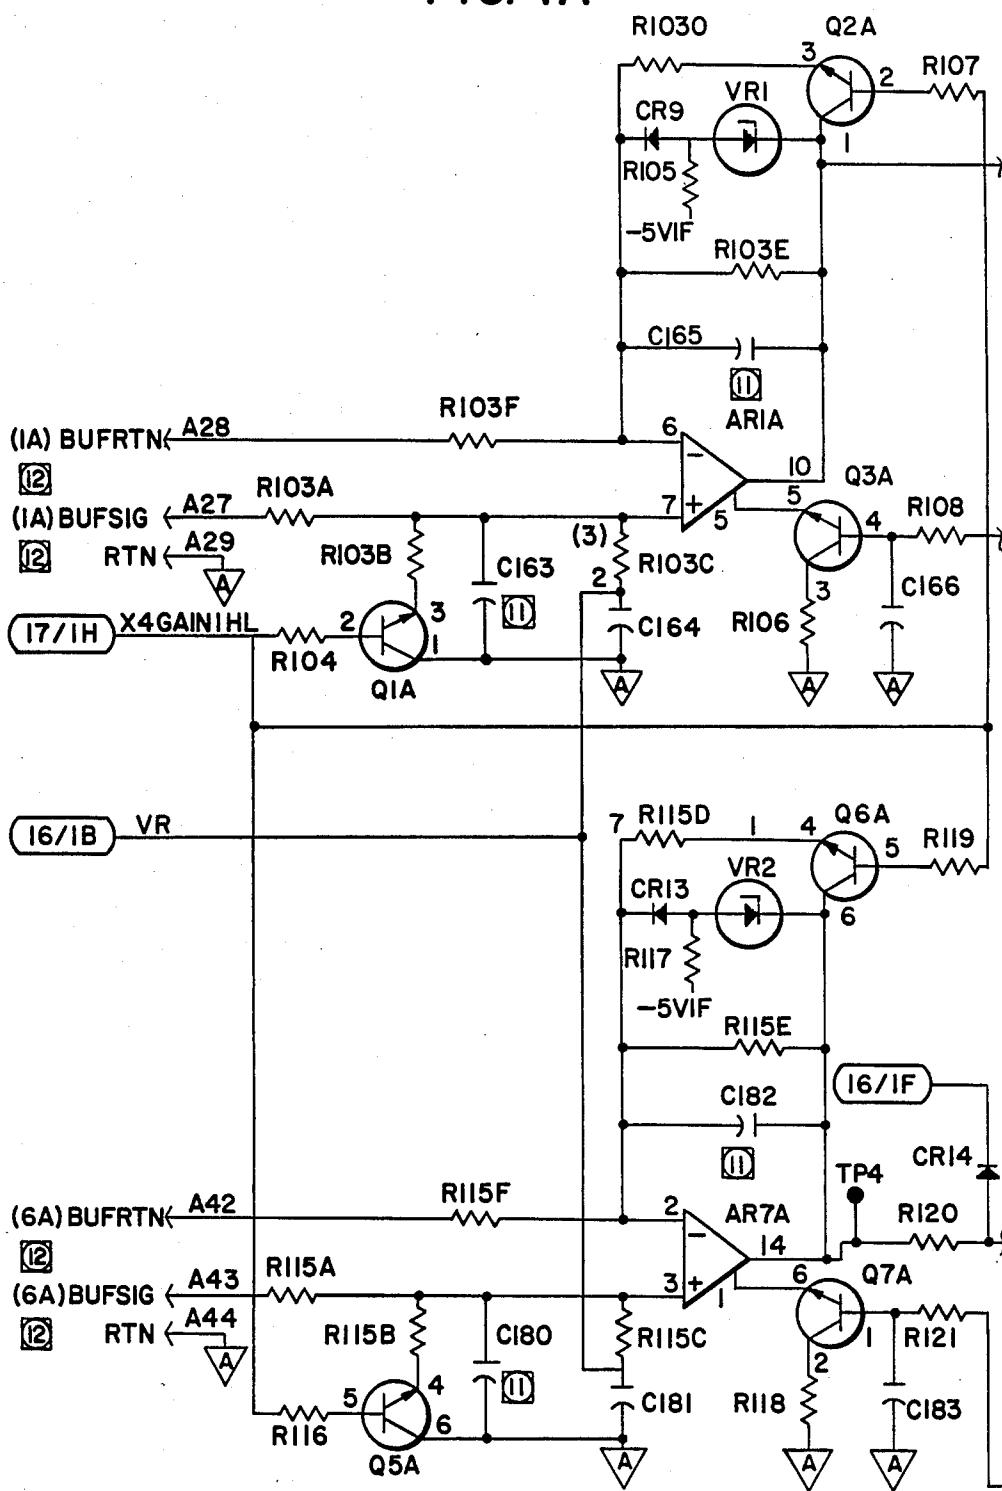 R1030 Q2A
3
2 R107
VR1
CR9
1
R105
-5VIF
R103E
C165
11
AR1A
R103F
(1A) BUFRTN A28
6
-
12
10
Q3A
R103A
(1A) BUFSIG A27
7 +
5
5
4
R108
12
RTN A29
R103B
(3)
C163
R103C
A
2
11
3
C166
17/1H X4GAIN1HL
2
3
1
C164
R106
R104
Q1A
A
A
A
16/1B VR
7 R115D 1 4 Q6A
5 R119
VR2
CR13
6
R117
-5VIF
R115E
16/1F
C182
11
CR14
TP4
R115F
(6A) BUFRTN A42
2
-
AR7A
14
R120
12
R115A
(6A) BUFSIG A43
3 +
1
6 Q7A
12
RTN A44
R115B
C180
R115C
1 R121
A
2
11
5
4
6
C181
R118
C183
R116
Q5A
A
A
A